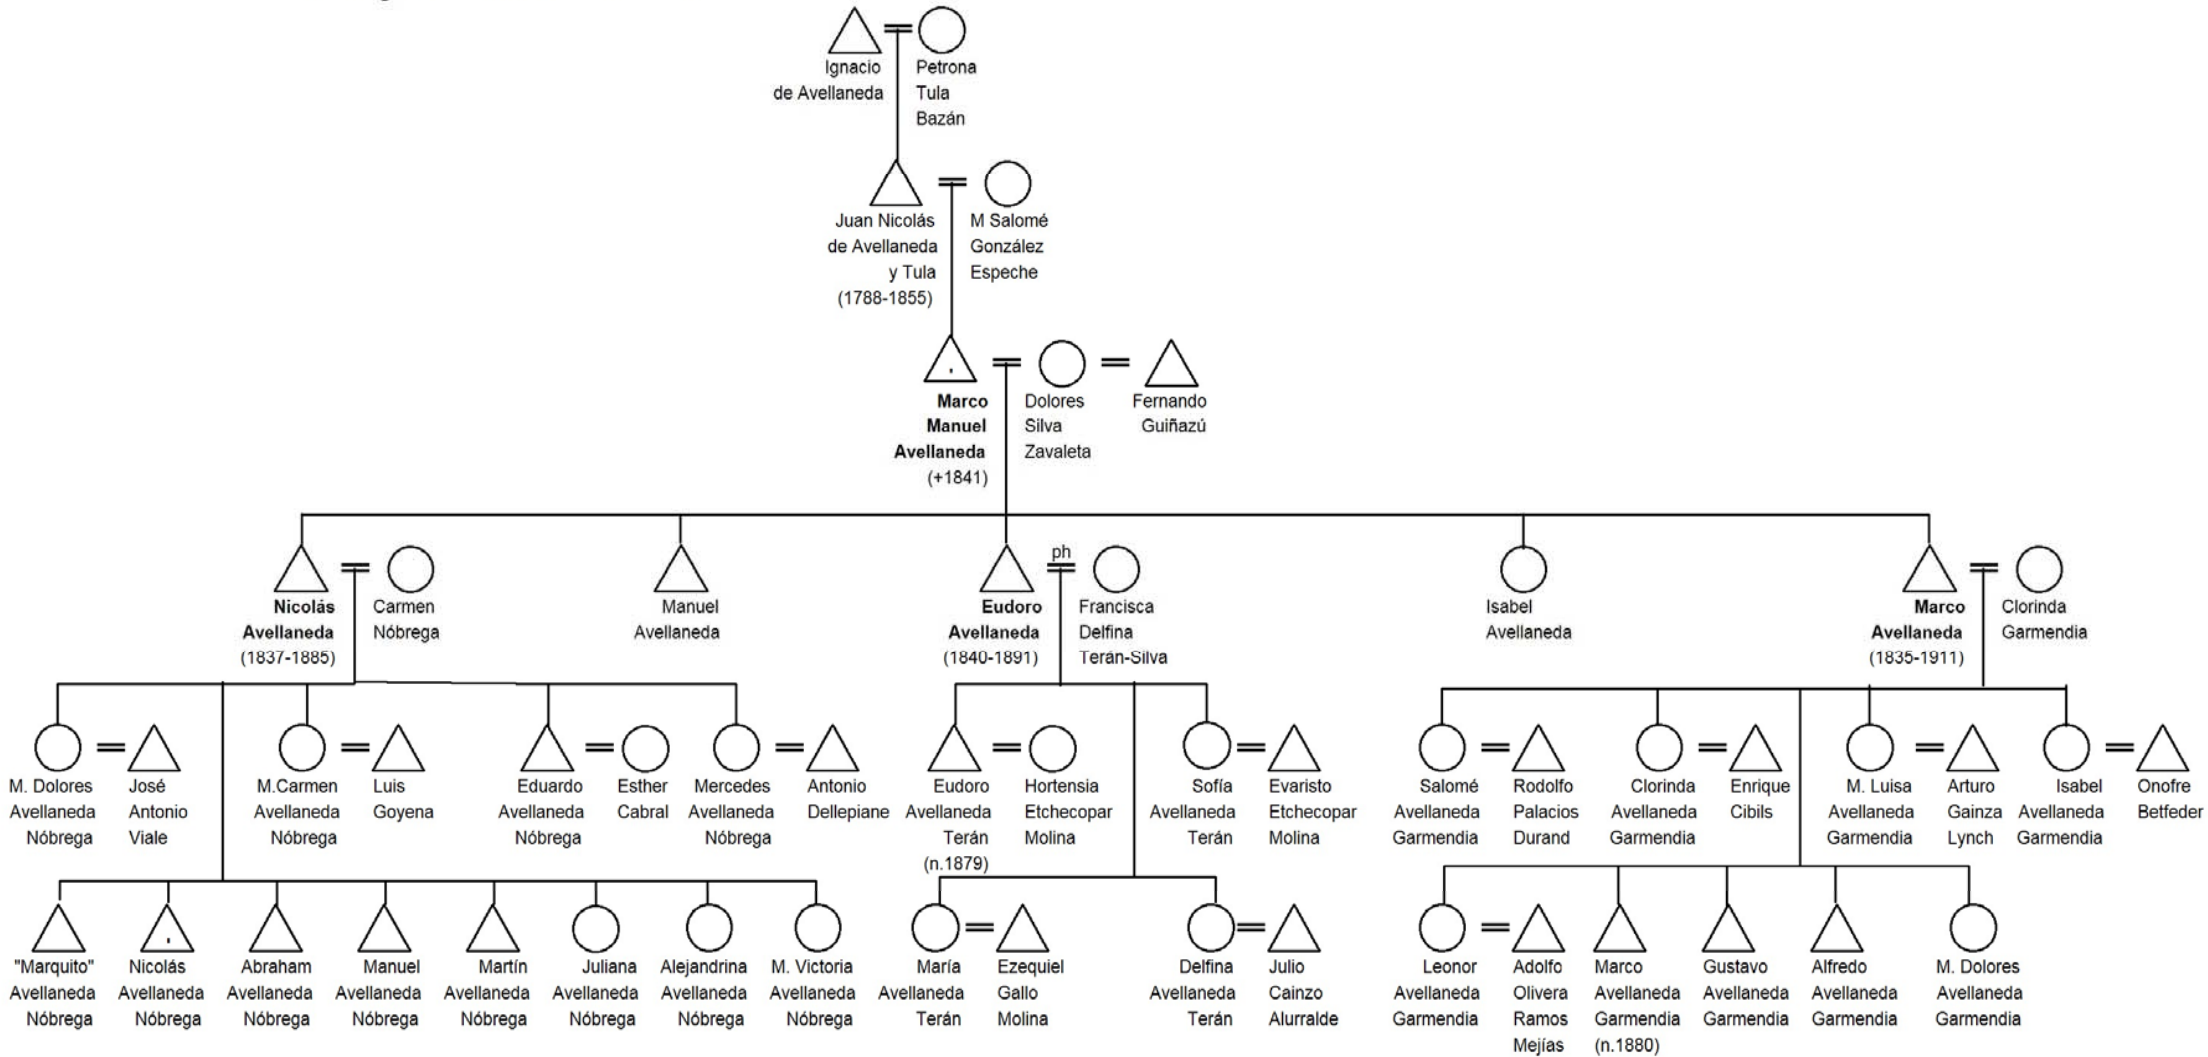 Ignacio
de Avellaneda
Petrona
Tula
Bazán
Juan Nicolás
de Avellaneda
y Tula
(1788-1855)
M Salomé
González
Espeche
Marco
Manuel
Avellaneda
(+1841)
Dolores
Silva
Zavaleta
Fernando
Guiñazú
Nicolás
Avellaneda
(1837-1885)
Carmen
Nóbrega
Manuel
Avellaneda
Eudoro
Avellaneda
(1840-1891)
ph
Francisca
Delfina
Terán-Silva
Isabel
Avellaneda
Marco
Avellaneda
(1835-1911)
Clorinda
Garmendia
M. Dolores
Avellaneda
Nóbrega
José
Antonio
Viale
M.Carmen
Avellaneda
Nóbrega
Luis
Goyena
Eduardo
Avellaneda
Nóbrega
Esther
Cabral
Mercedes
Avellaneda
Nóbrega
Antonio
Dellepiane
Eudoro
Avellaneda
Terán
(n.1879)
Hortensia
Etchecopar
Molina
Sofía
Avellaneda
Terán
Evaristo
Etchecopar
Molina
Salomé
Avellaneda
Garmendia
Rodolfo
Palacios
Durand
Clorinda
Avellaneda
Garmendia
Enrique
Cibils
M. Luisa
Avellaneda
Garmendia
Arturo
Gainza
Lynch
Isabel
Avellaneda
Garmendia
Onofre
Betfeder
"Marquito"
Avellaneda
Nóbrega
Nicolás
Avellaneda
Nóbrega
Abraham
Avellaneda
Nóbrega
Manuel
Avellaneda
Nóbrega
Martín
Avellaneda
Nóbrega
Juliana
Avellaneda
Nóbrega
Alejandrina
Avellaneda
Nóbrega
M. Victoria
Avellaneda
Nóbrega
María
Avellaneda
Terán
Ezequiel
Gallo
Molina
Delfina
Avellaneda
Terán
Julio
Cainzo
Alurralde
Leonor
Avellaneda
Garmendia
Adolfo
Olivera
Ramos
Mejías
Marco
Avellaneda
Garmendia
(n.1880)
Gustavo
Avellaneda
Garmendia
Alfredo
Avellaneda
Garmendia
M. Dolores
Avellaneda
Garmendia